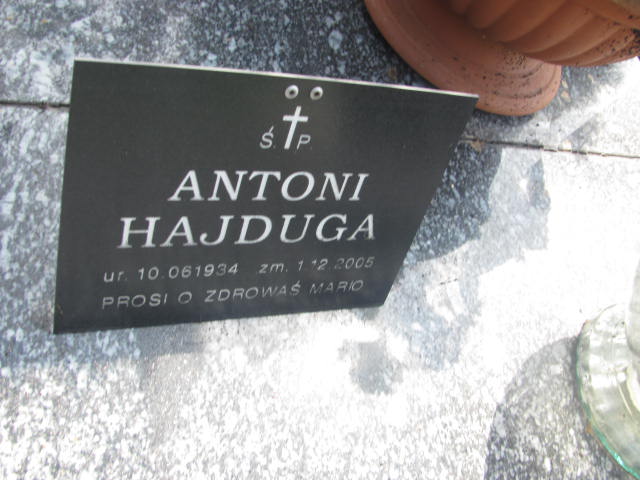 Ś. P.
ANTONI
HAJDUGA
ur. 10.061934 zm. 1.12.2005
PROSI O ZDROWAŚ MARIO